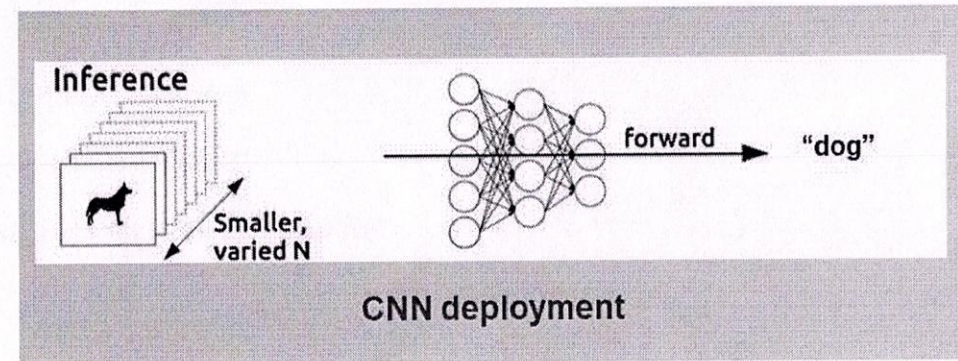 Inference
Smaller,
varied N
forward
“dog”
CNN deployment